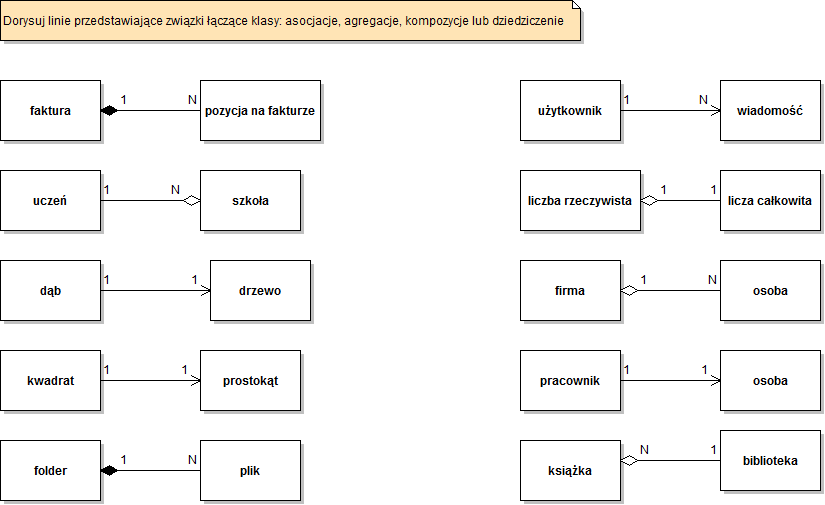 Dorysuj linie przedstawiające związki łączące klasy: asocjacje, agregacje, kompozycje lub dziedziczenie
faktura 1 N pozycja na fakturze
użytkownik 1 N wiadomość
uczeń 1 N szkoła
liczba rzeczywista 1 1 licza całkowita
dąb 1 1 drzewo
firma 1 N osoba
kwadrat 1 1 prostokąt
pracownik 1 1 osoba
folder 1 N plik
książka N 1 biblioteka